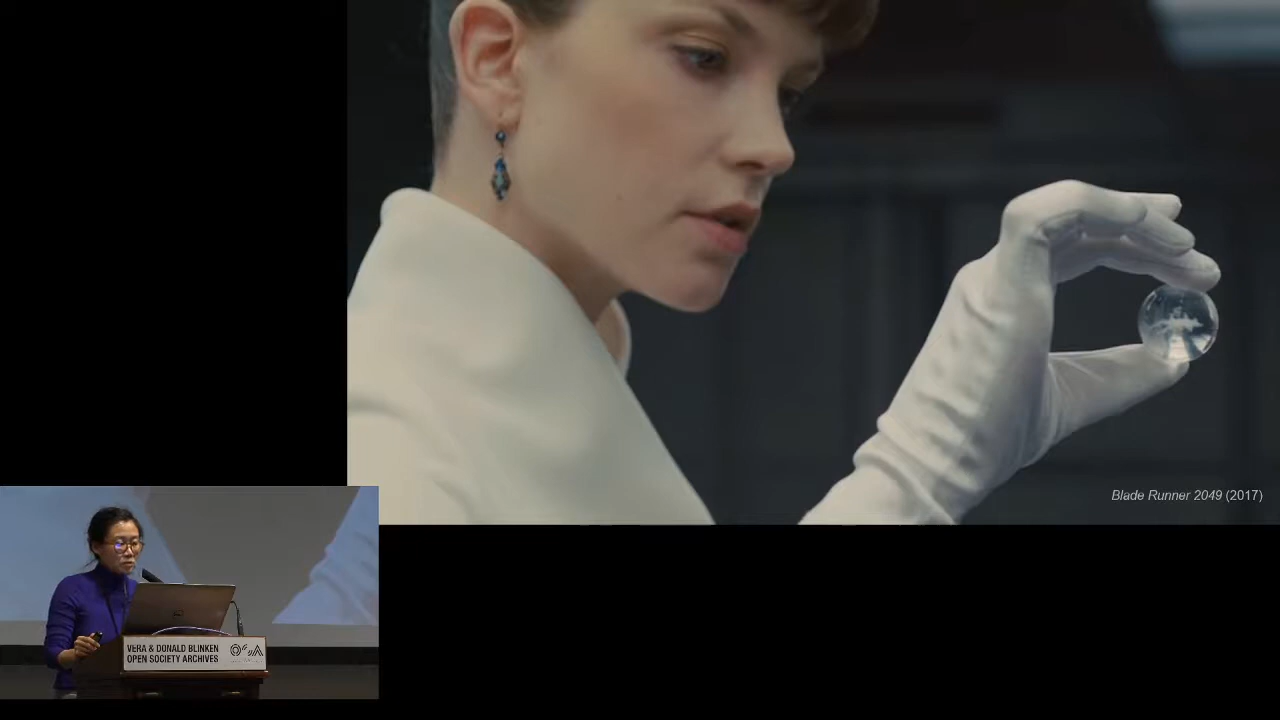 Blade Runner 2049 (2017)
VERA & DONALD BLINKEN
OPEN SOCIETY ARCHIVES